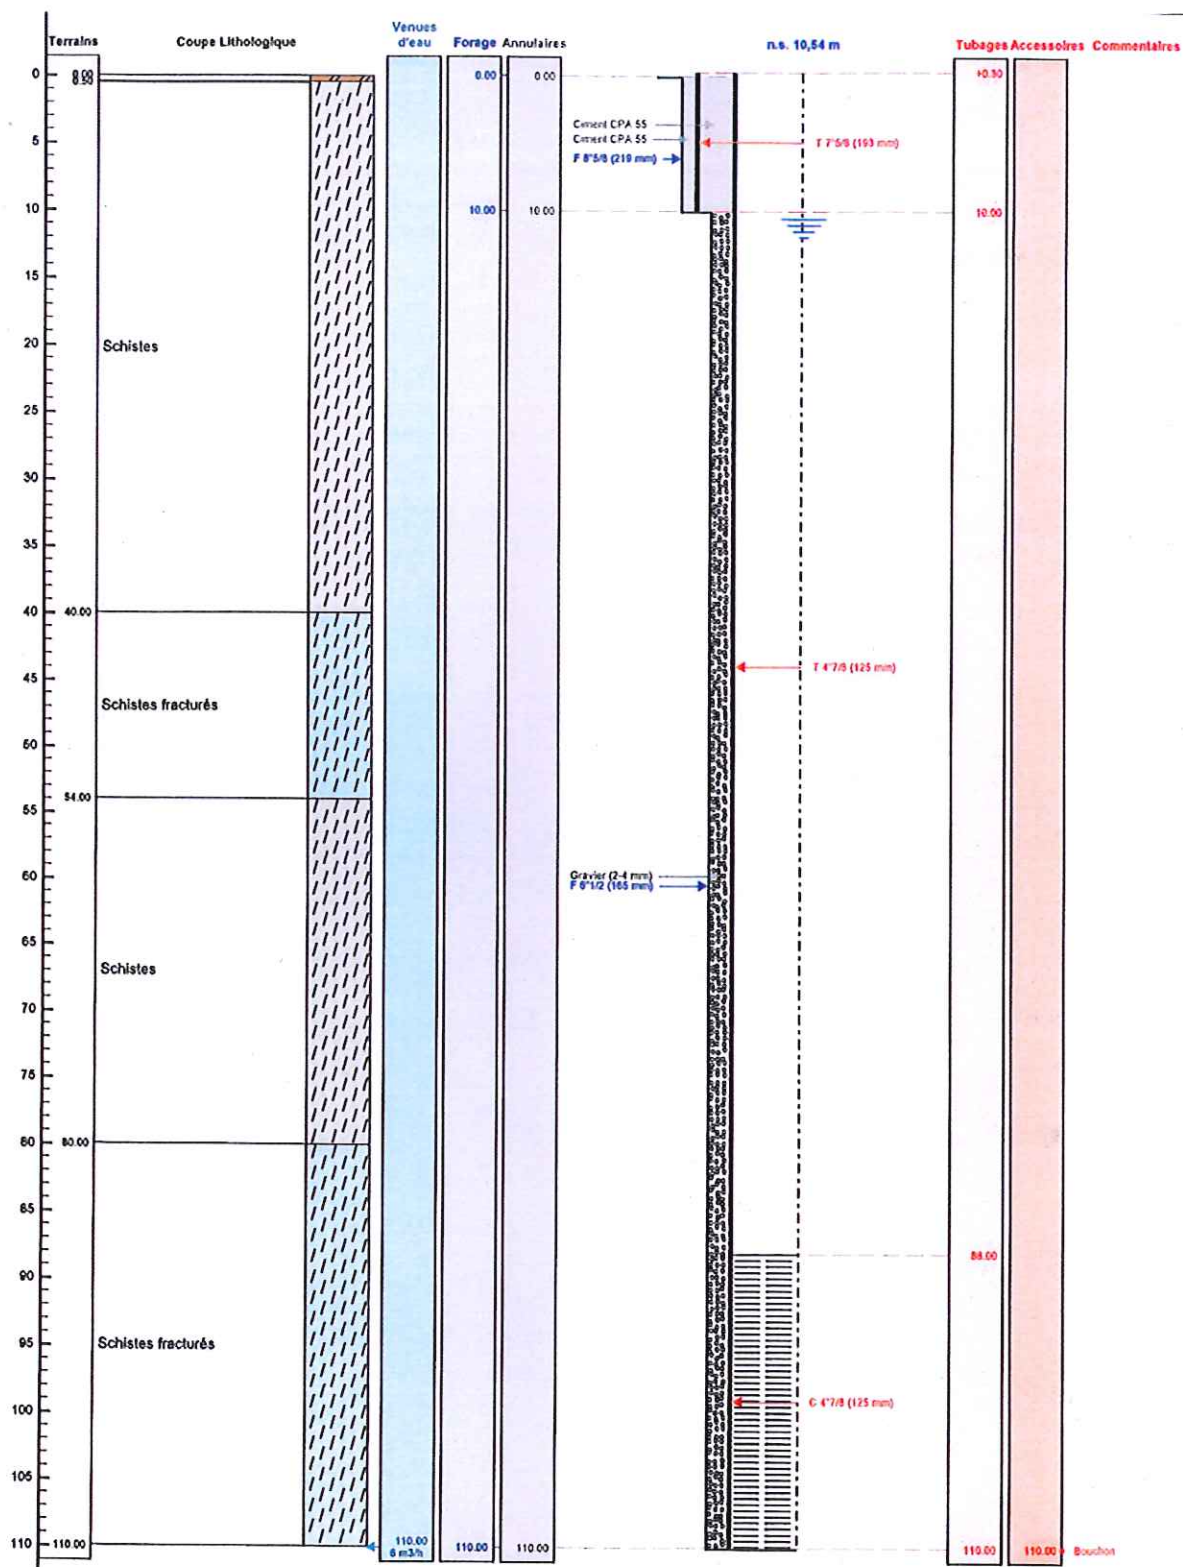 Venues
Terrains Coupe Lithologique d'eau Forage Annulaires n.s. 10,54 m Tubages Accessoires Commentaires
0 0.00 0.00 +0.50
Ciment CPA 55
5 Ciment CPA 55 T 7"5/8 (193 mm)
F 8"5/8 (219 mm)
10 10.00 10.00 10.00
15
20 Schistes
25
30
35
40 40.00
45 T 4"7/8 (125 mm)
Schistes fracturés
50
55 54.00
60 Gravier (2-4 mm)
F 6"1/2 (165 mm)
65
Schistes
70
75
80 80.00
85
88.00
90
95 Schistes fracturés
100 C 4"7/8 (125 mm)
105
110 110.00 110.00 110.00 110.00 110.00 110.00 Bouchon
6 m3/h